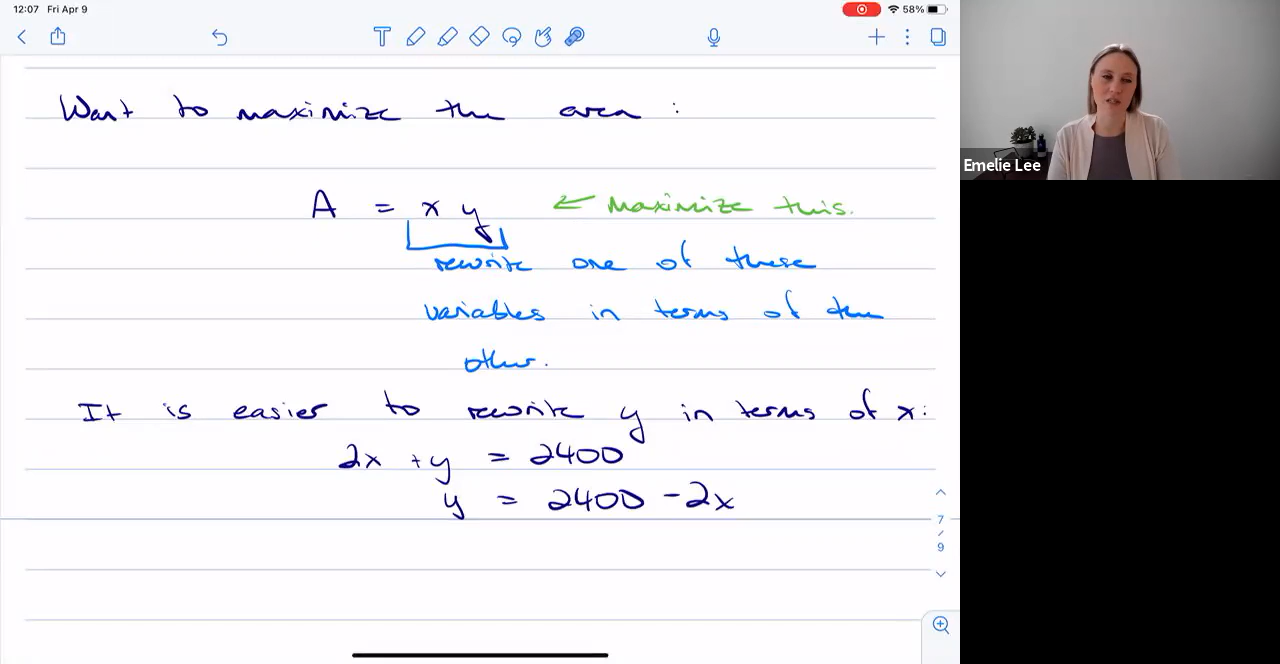 12:07 Fri Apr 9
58%
Want to maximize the area :
A = x y ← Maximize this.
rewrite one of these
variables in terms of the
other.
It is easier to rewrite y in terms of x:
2x + y = 2400
y = 2400 - 2x
7
/
9
Emelie Lee